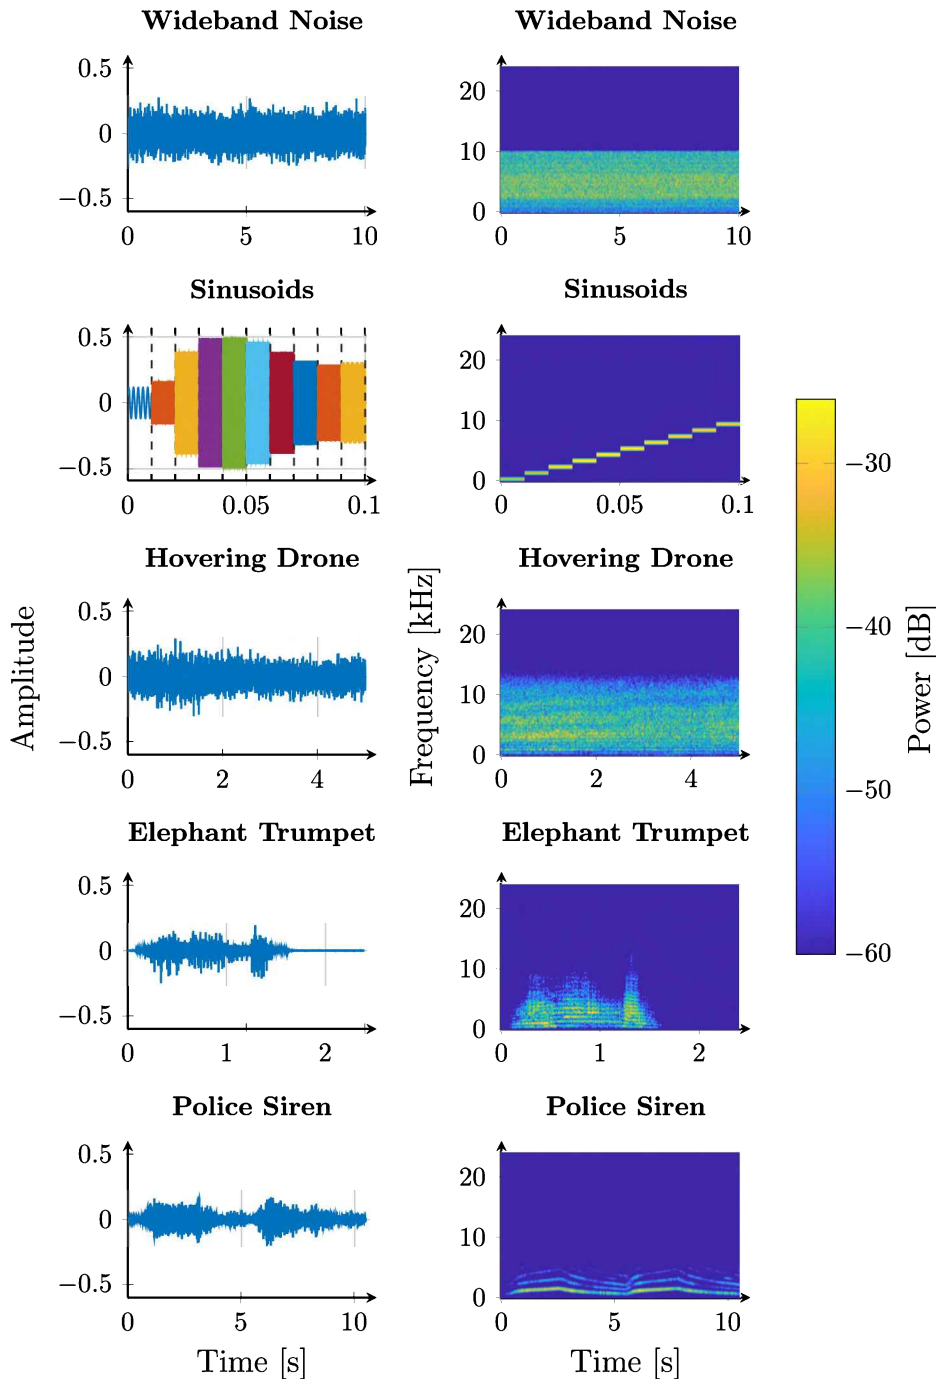 Wideband Noise
Wideband Noise
0.5
0
−0.5
0 5 10
20
10
0
0 5 10
Sinusoids
Sinusoids
0.5
0
−0.5
0 0.05 0.1
20
10
0
0 0.05 0.1
Hovering Drone
Hovering Drone
0.5
0
−0.5
0 2 4
20
10
0
0 2 4
Amplitude
Frequency [kHz]
Elephant Trumpet
Elephant Trumpet
0.5
0
−0.5
0 1 2
20
10
0
0 1 2
Police Siren
Police Siren
0.5
0
−0.5
0 5 10
20
10
0
0 5 10
Time [s]
Time [s]
−30
−40
−50
−60
Power [dB]